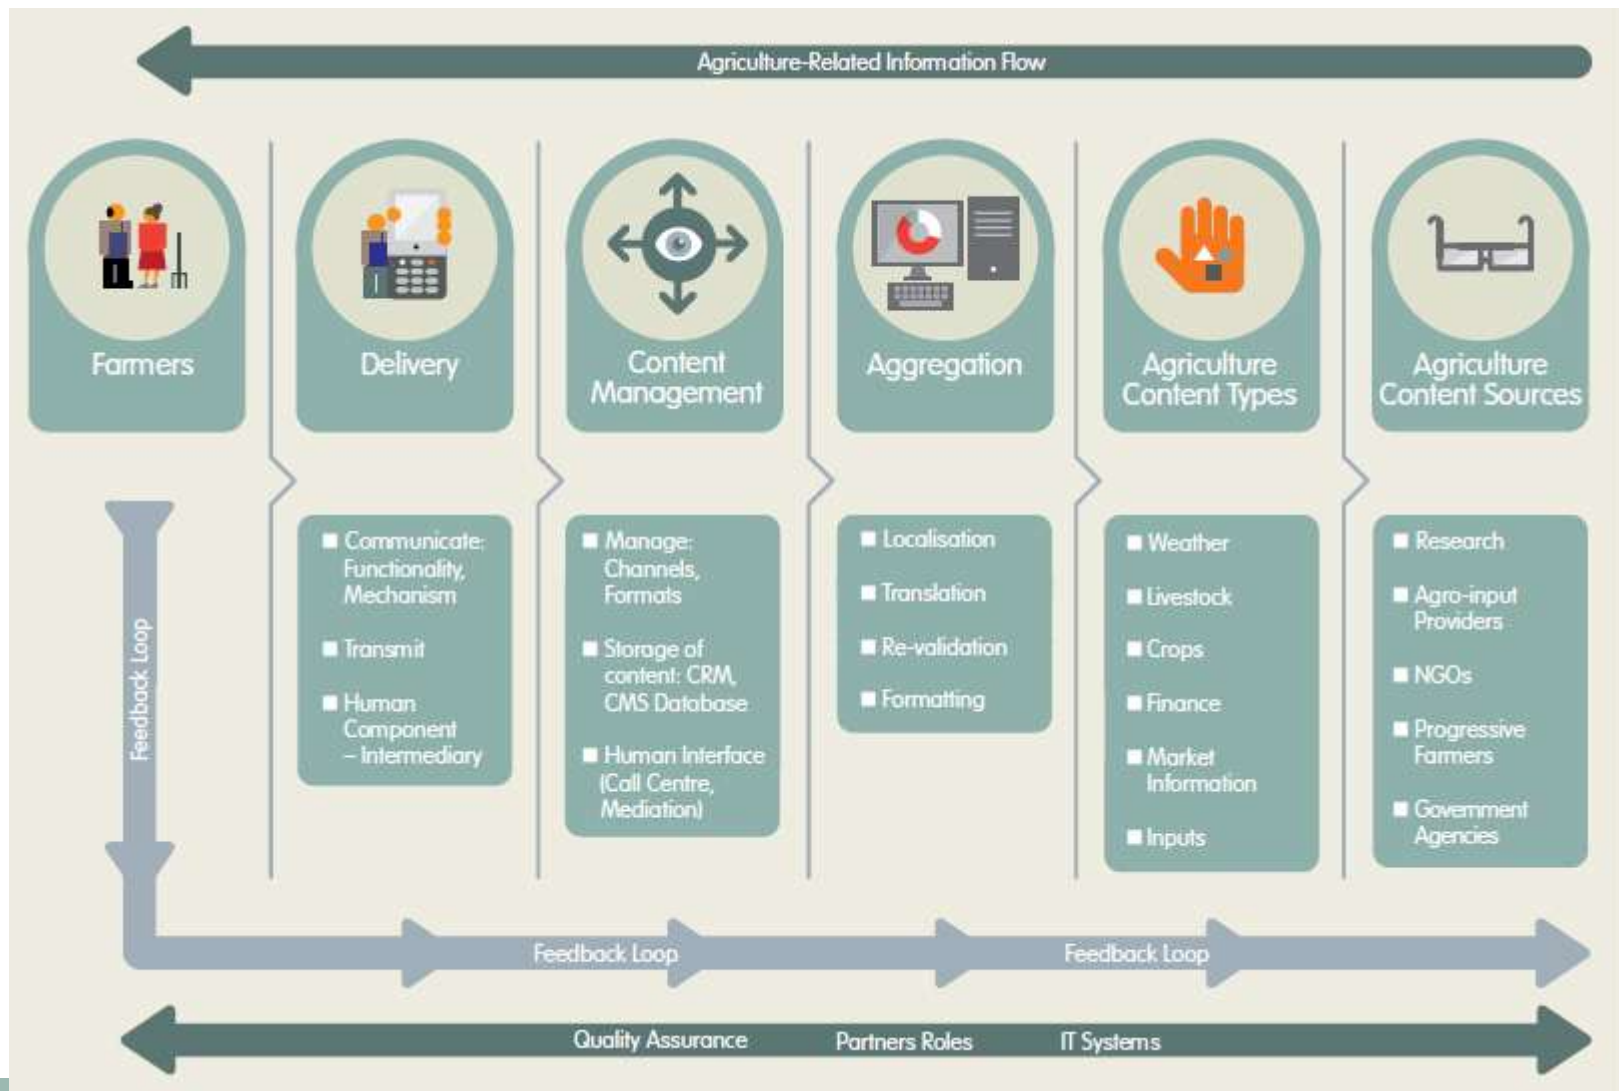 Agriculture-Related Information Flow
Farmers
Delivery
Content
Management
Aggregation
Agriculture
Content Types
Agriculture
Content Sources
Communicate:
Functionality,
Mechanism
Transmit
Human
Component
– Intermediary
Manage:
Channels,
Formats
Storage of
content: CRM,
CMS Database
Human Interface
(Call Centre,
Mediation)
Localisation
Translation
Re-validation
Formatting
Weather
Livestock
Crops
Finance
Market
Information
Inputs
Research
Agro-input
Providers
NGOs
Progressive
Farmers
Government
Agencies
Feedback Loop
Feedback Loop
Feedback Loop
Quality Assurance
Partners Roles
IT Systems